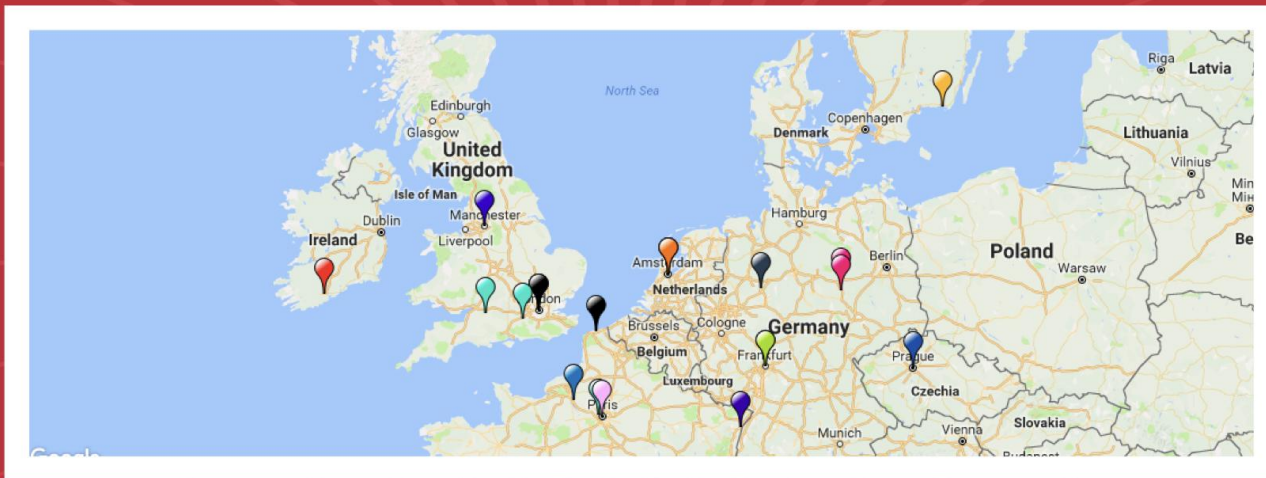 Riga
Latvia
North Sea
Edinburgh
Glasgow
Copenhagen
Denmark
Lithuania
United
Kingdom
Vilnius
Isle of Man
Manchester
Dublin
Hamburg
Liverpool
Ireland
Poland
Berlin
Amsterdam
Warsaw
Netherlands
Brussels
Cologne
Germany
Belgium
Frankfurt
Prague
Luxembourg
Czechia
Paris
Slovakia
Munich
Vienna
Google